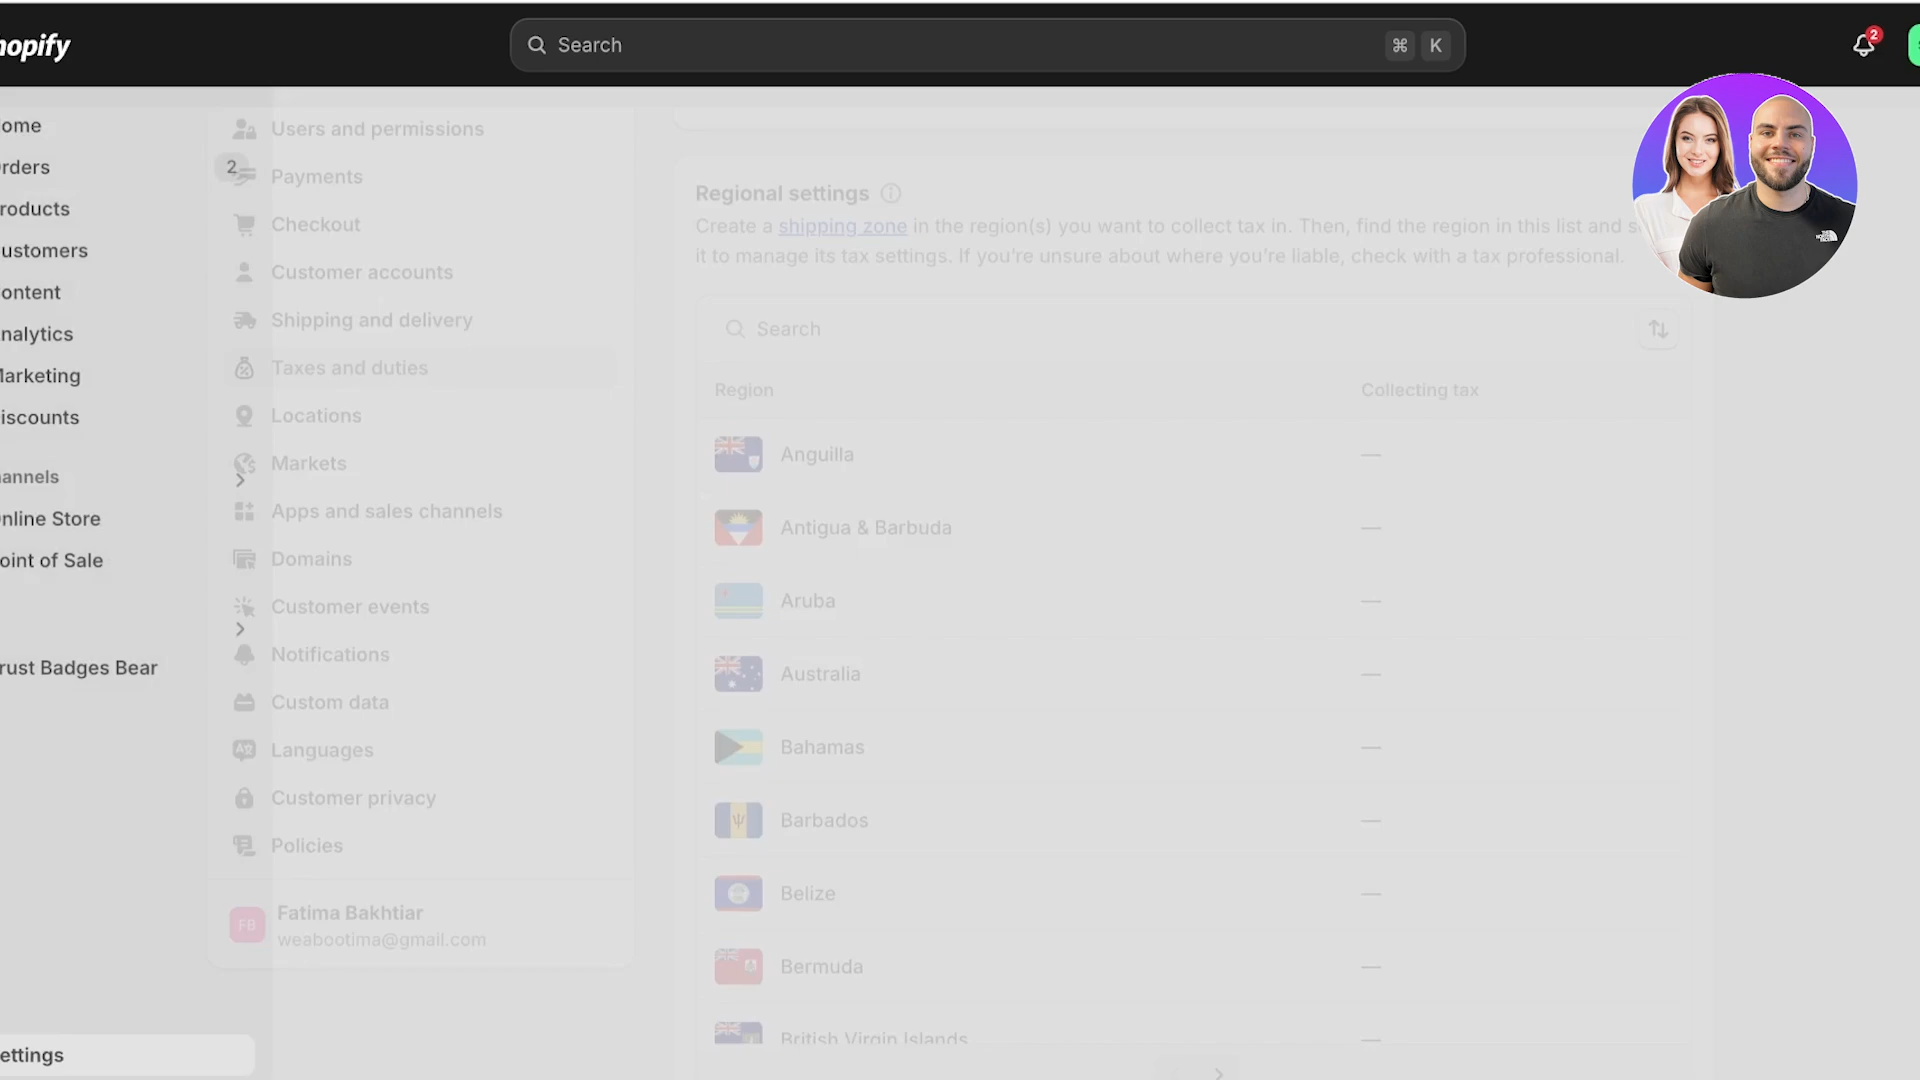 hopify
Search
⌘ K
2
ome
rders
2
roducts
ustomers
ontent
nalytics
arketing
iscounts
annels
nline Store
oint of Sale
rust Badges Bear
ettings
Users and permissions
Payments
Checkout
Customer accounts
Shipping and delivery
Taxes and duties
Locations
Markets
Apps and sales channels
Domains
Customer events
Notifications
Custom data
Languages
Customer privacy
Policies
FB
Fatima Bakhtiar
weabootima@gmail.com
Regional settings
Create a shipping zone in the region(s) you want to collect tax in. Then, find the region in this list and
it to manage its tax settings. If you're unsure about where you're liable, check with a tax professional.
Search
Region Collecting tax
Anguilla —
Antigua & Barbuda —
Aruba —
Australia —
Bahamas —
Barbados —
Belize —
Bermuda —
British Virgin Islands —